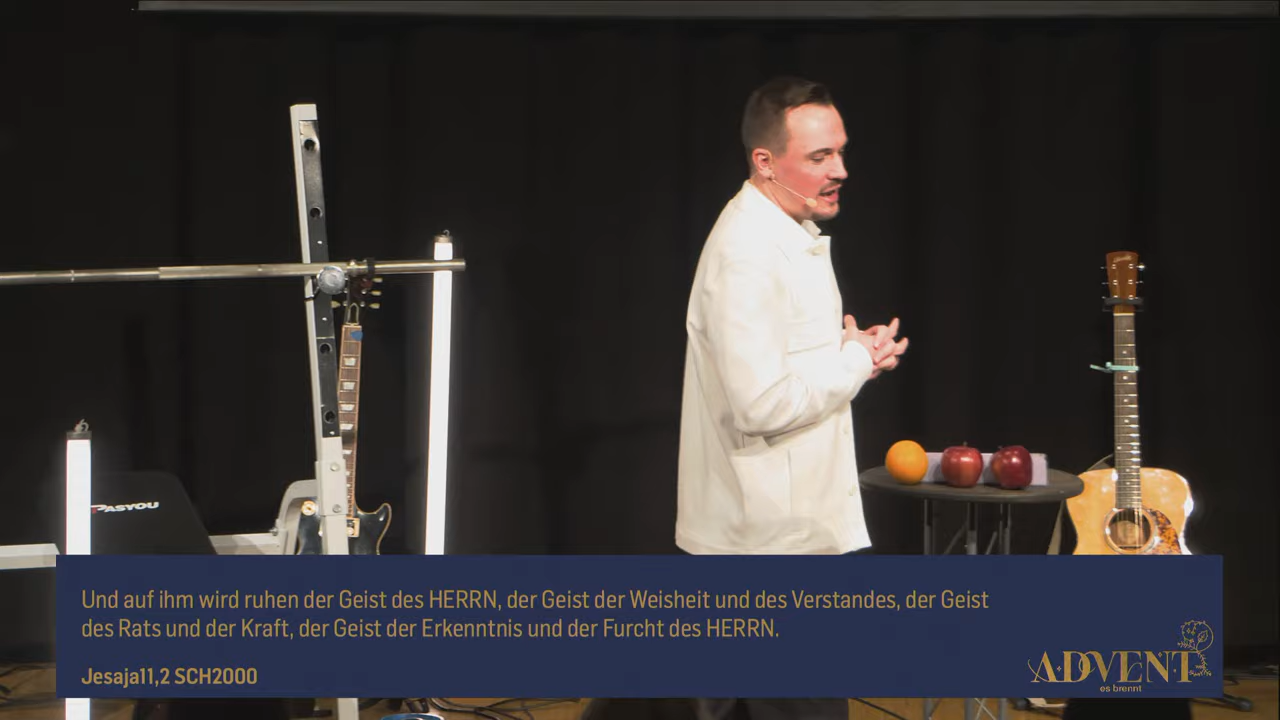 PASYOU
Und auf ihm wird ruhen der Geist des HERRN, der Geist der Weisheit und des Verstandes, der Geist
des Rats und der Kraft, der Geist der Erkenntnis und der Furcht des HERRN.
Jesaja11,2 SCH2000
ADVENT
es brennt